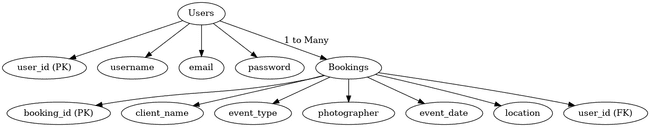 Users
1 to Many
user_id (PK)
username
email
password
Bookings
booking_id (PK)
client_name
event_type
photographer
event_date
location
user_id (FK)